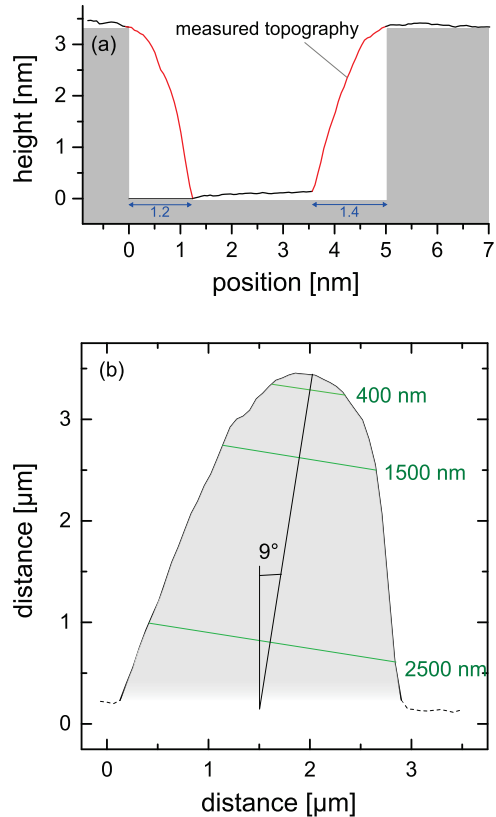 (a)
measured topography
height [nm]
3
2
1
0
1.2
1.4
0 1 2 3 4 5 6 7
position [nm]
(b)
400 nm
1500 nm
9°
2500 nm
distance [µm]
3
2
1
0
0 1 2 3
distance [µm]